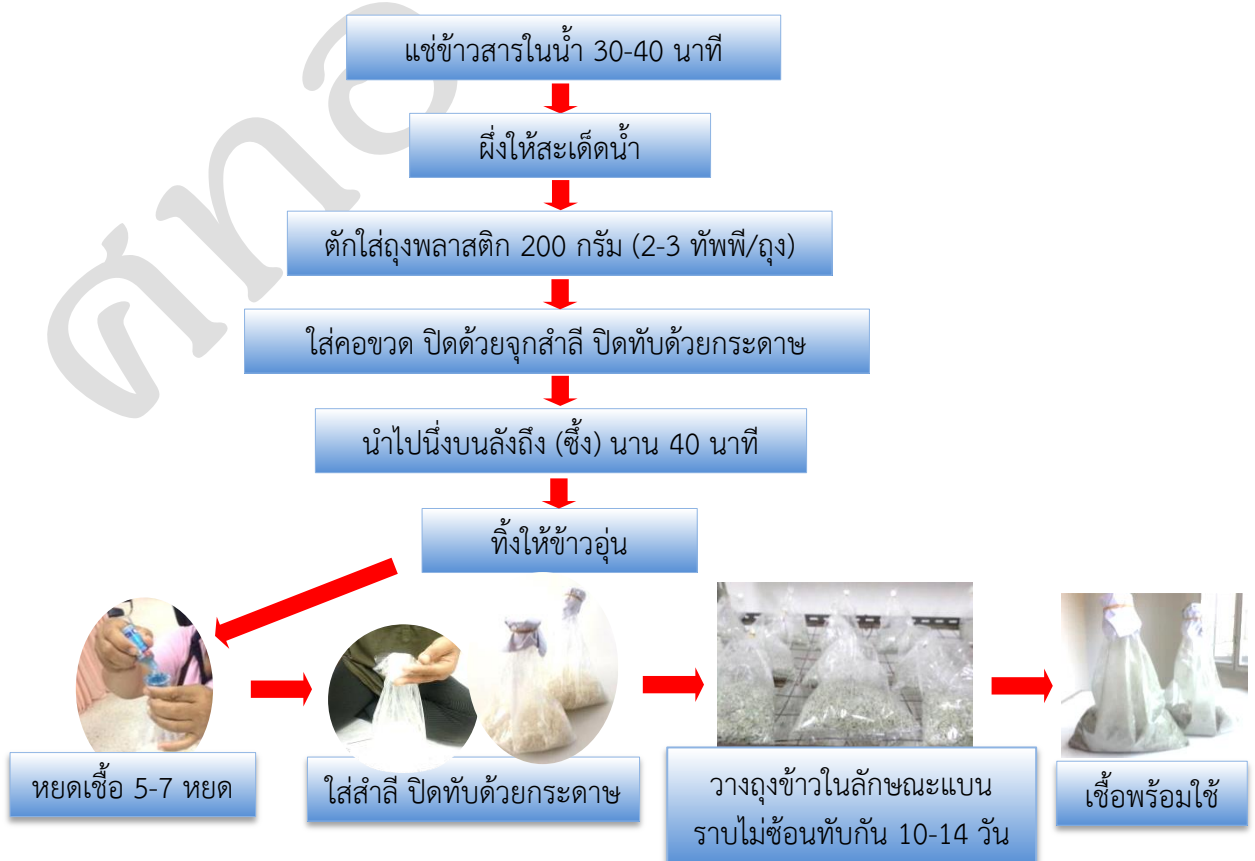 แช่ข้าวสารในน้ำ 30-40 นาที
ผึ่งให้สะเด็ดน้ำ
ตักใส่ถุงพลาสติก 200 กรัม (2-3 ทัพพี/ถุง)
ใส่คอขวด ปิดด้วยจุกสำลี ปิดทับด้วยกระดาษ
นำไปนึ่งบนลังถึง (ซึ้ง) นาน 40 นาที
ทิ้งให้ข้าวอุ่น
หยดเชื้อ 5-7 หยด
ใส่สำลี ปิดทับด้วยกระดาษ
วางถุงข้าวในลักษณะแบน
ราบไม่ซ้อนทับกัน 10-14 วัน
เชื้อพร้อมใช้